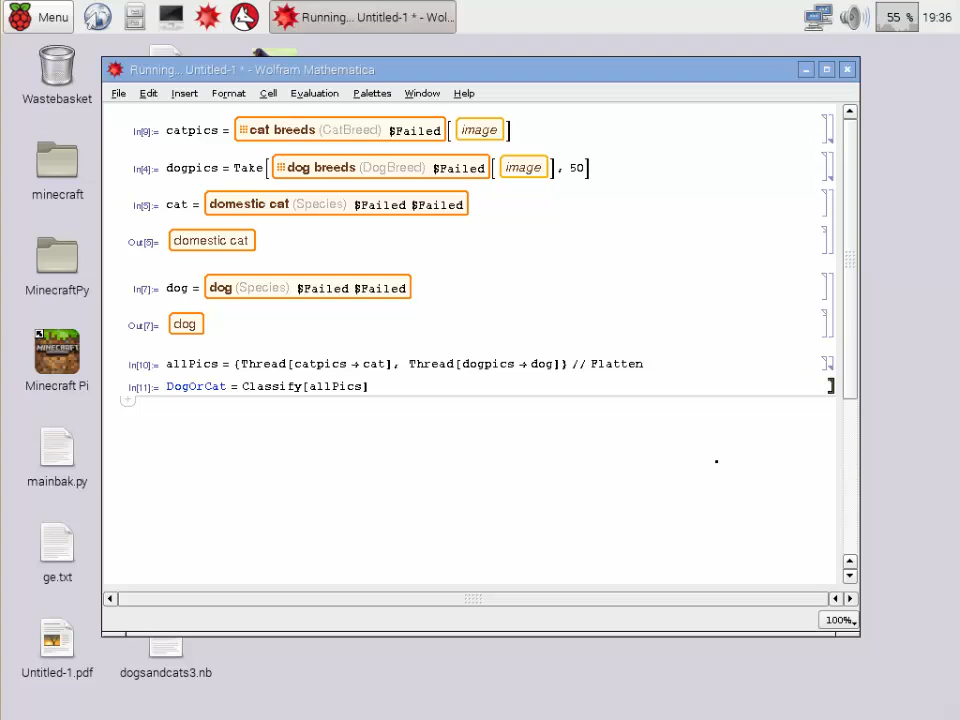 Menu
Running... Untitled-1 * - Wol...
55 %
19:36
Wastebasket
minecraft
MinecraftPy
MINECRAFT
Minecraft Pi
mainbak.py
ge.txt
Untitled-1.pdf
dogsandcats3.nb
Running... Untitled-1 * - Wolfram Mathematica
File Edit Insert Format Cell Evaluation Palettes Window Help
In[9]:= catpics = cat breeds (CatBreed) $Failed [ image ]
In[4]:= dogpics = Take[ dog breeds (DogBreed) $Failed [ image ], 50]
In[5]:= cat = domestic cat (Species) $Failed $Failed
Out[5]= domestic cat
In[7]:= dog = dog (Species) $Failed $Failed
Out[7]= dog
In[10]:= allPics = {Thread[catpics → cat], Thread[dogpics → dog]} // Flatten
In[11]:= DogOrCat = Classify[allPics]
100%